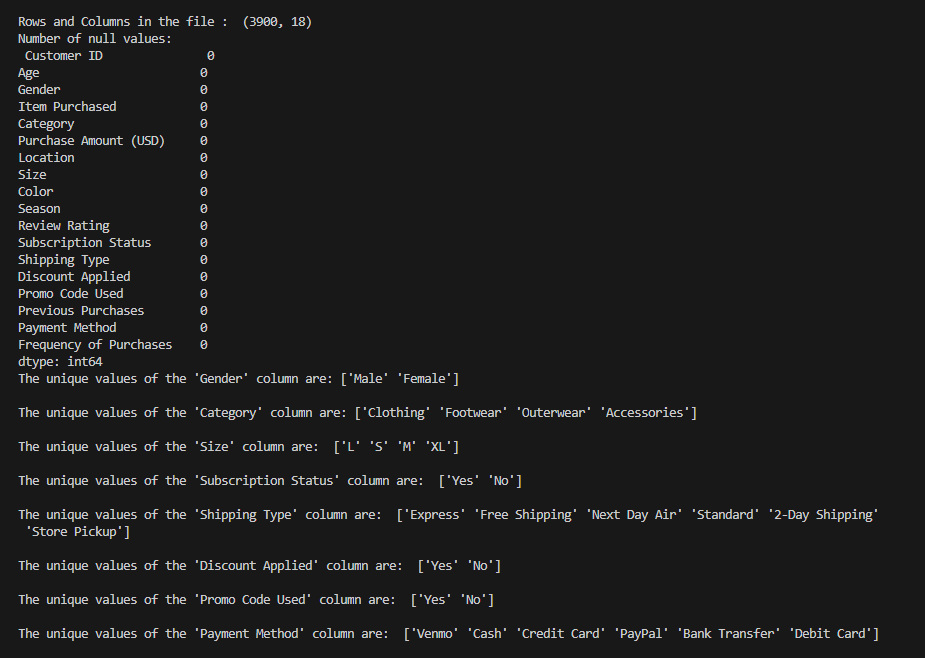 Rows and Columns in the file :  (3900, 18)
Number of null values:
 Customer ID               0
Age                       0
Gender                    0
Item Purchased            0
Category                  0
Purchase Amount (USD)     0
Location                  0
Size                      0
Color                     0
Season                    0
Review Rating             0
Subscription Status       0
Shipping Type             0
Discount Applied          0
Promo Code Used           0
Previous Purchases        0
Payment Method            0
Frequency of Purchases    0
dtype: int64
The unique values of the 'Gender' column are: ['Male' 'Female']
The unique values of the 'Category' column are: ['Clothing' 'Footwear' 'Outerwear' 'Accessories']
The unique values of the 'Size' column are:  ['L' 'S' 'M' 'XL']
The unique values of the 'Subscription Status' column are:  ['Yes' 'No']
The unique values of the 'Shipping Type' column are:  ['Express' 'Free Shipping' 'Next Day Air' 'Standard' '2-Day Shipping'
 'Store Pickup']
The unique values of the 'Discount Applied' column are:  ['Yes' 'No']
The unique values of the 'Promo Code Used' column are:  ['Yes' 'No']
The unique values of the 'Payment Method' column are:  ['Venmo' 'Cash' 'Credit Card' 'PayPal' 'Bank Transfer' 'Debit Card']